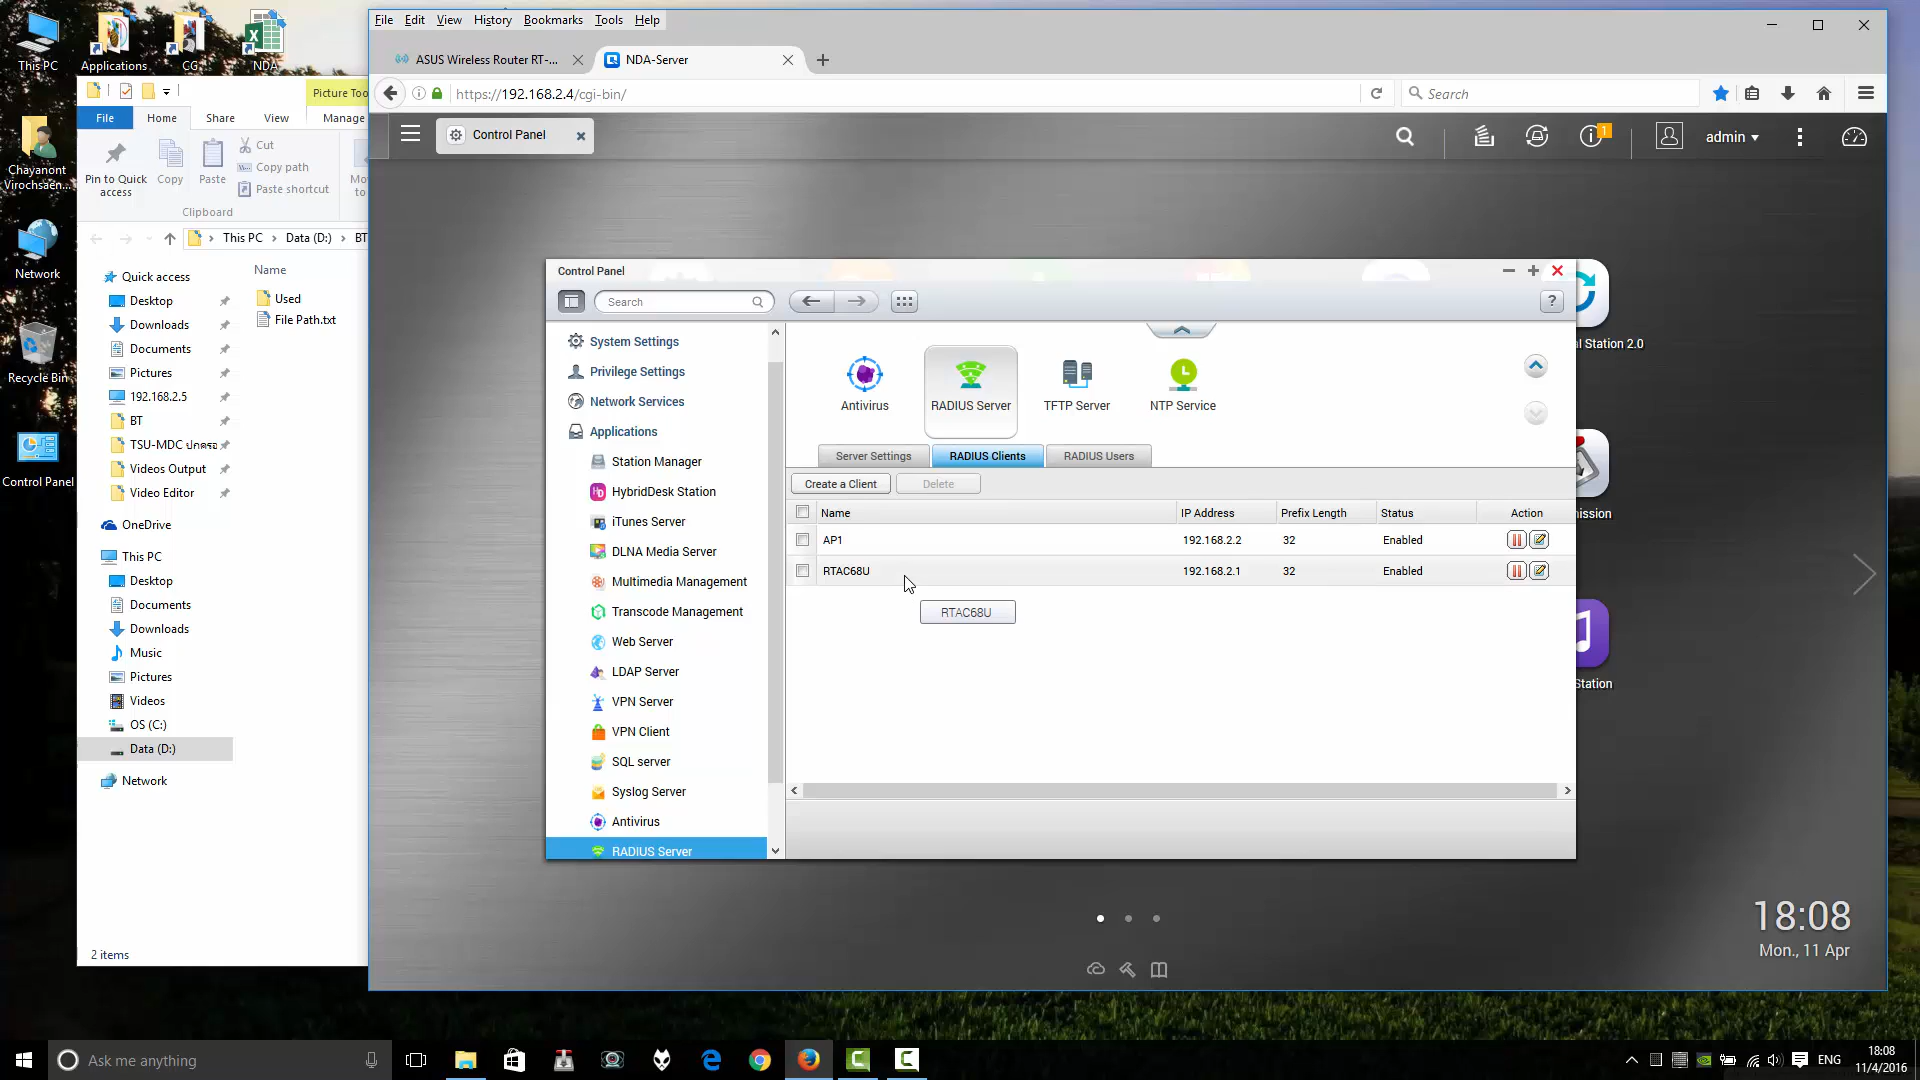 This PC
Applications
CG
NDA
Chayanont
Virochsaen...
Network
Recycle Bin
Control Panel
Picture Too
File
Home
Share
View
Manage
Pin to Quick
access
Copy
Paste
Cut
Copy path
Paste shortcut
Mov
to
Clipboard
This PC
Data (D:)
BT
Name
Used
File Path.txt
Quick access
Desktop
Downloads
Documents
Pictures
192.168.2.5
BT
Videos Output
Video Editor
OneDrive
This PC
Desktop
Documents
Downloads
Music
Pictures
Videos
OS (C:)
Data (D:)
Network
2 items
File Edit View History Bookmarks Tools Help
ASUS Wireless Router RT-...
NDA-Server
https://192.168.2.4/cgi-bin/
Search
Control Panel
1
admin
Control Panel
Search
?
System Settings
Privilege Settings
Network Services
Applications
Station Manager
HybridDesk Station
iTunes Server
DLNA Media Server
Multimedia Management
Transcode Management
Web Server
LDAP Server
VPN Server
VPN Client
SQL server
Syslog Server
Antivirus
RADIUS Server
Antivirus
RADIUS Server
TFTP Server
NTP Service
Server Settings
RADIUS Clients
RADIUS Users
Create a Client
Delete
Name IP Address Prefix Length Status Action
AP1 192.168.2.2 32 Enabled
RTAC68U 192.168.2.1 32 Enabled
RTAC68U
al Station 2.0
mission
Station
18:08
Mon., 11 Apr
Ask me anything
ENG
18:08
11/4/2016